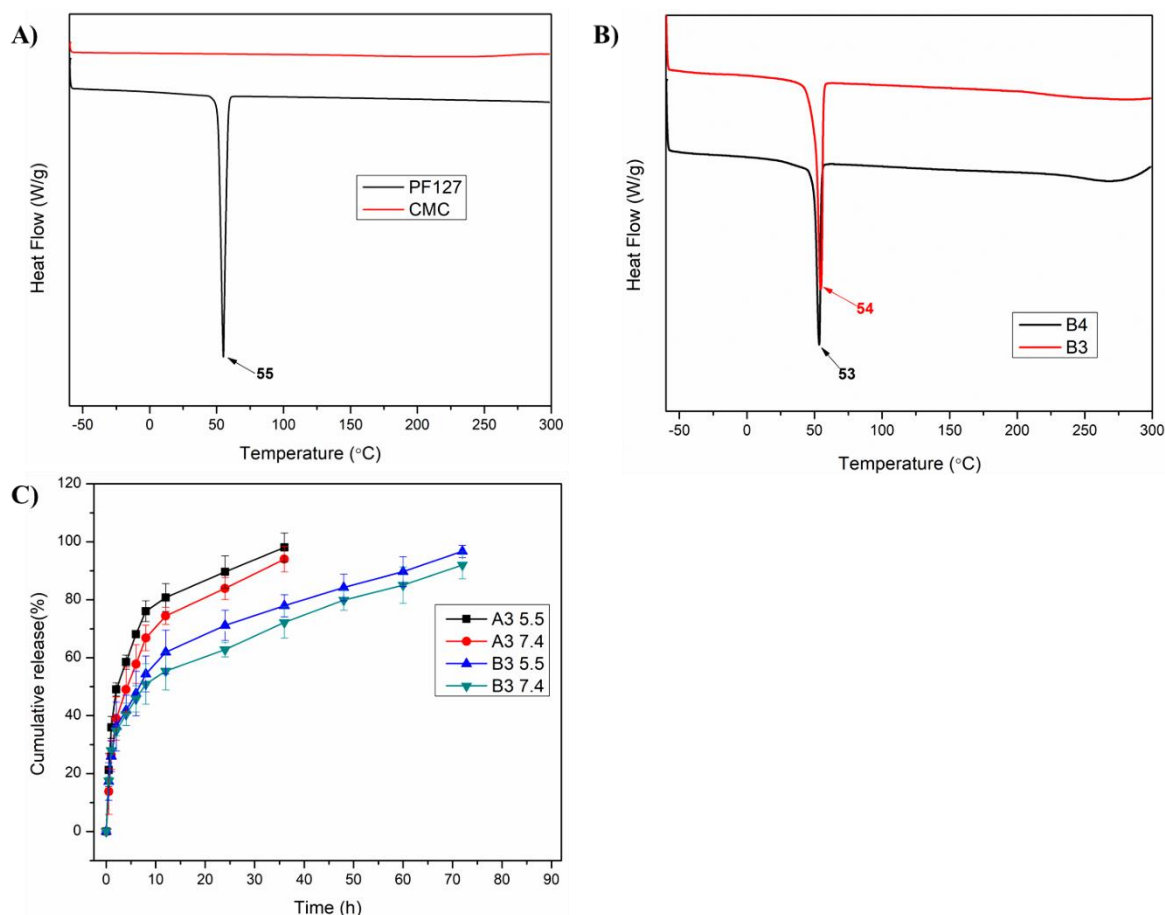 A)
Heat Flow (W/g)
PF127
CMC
55
-50 0 50 100 150 200 250 300
Temperature (°C)
B)
Heat Flow (W/g)
54
53
B4
B3
-50 0 50 100 150 200 250 300
Temperature (°C)
C)
Cumulative release(%)
120
100
80
60
40
20
0
A3 5.5
A3 7.4
B3 5.5
B3 7.4
0 10 20 30 40 50 60 70 80 90
Time (h)